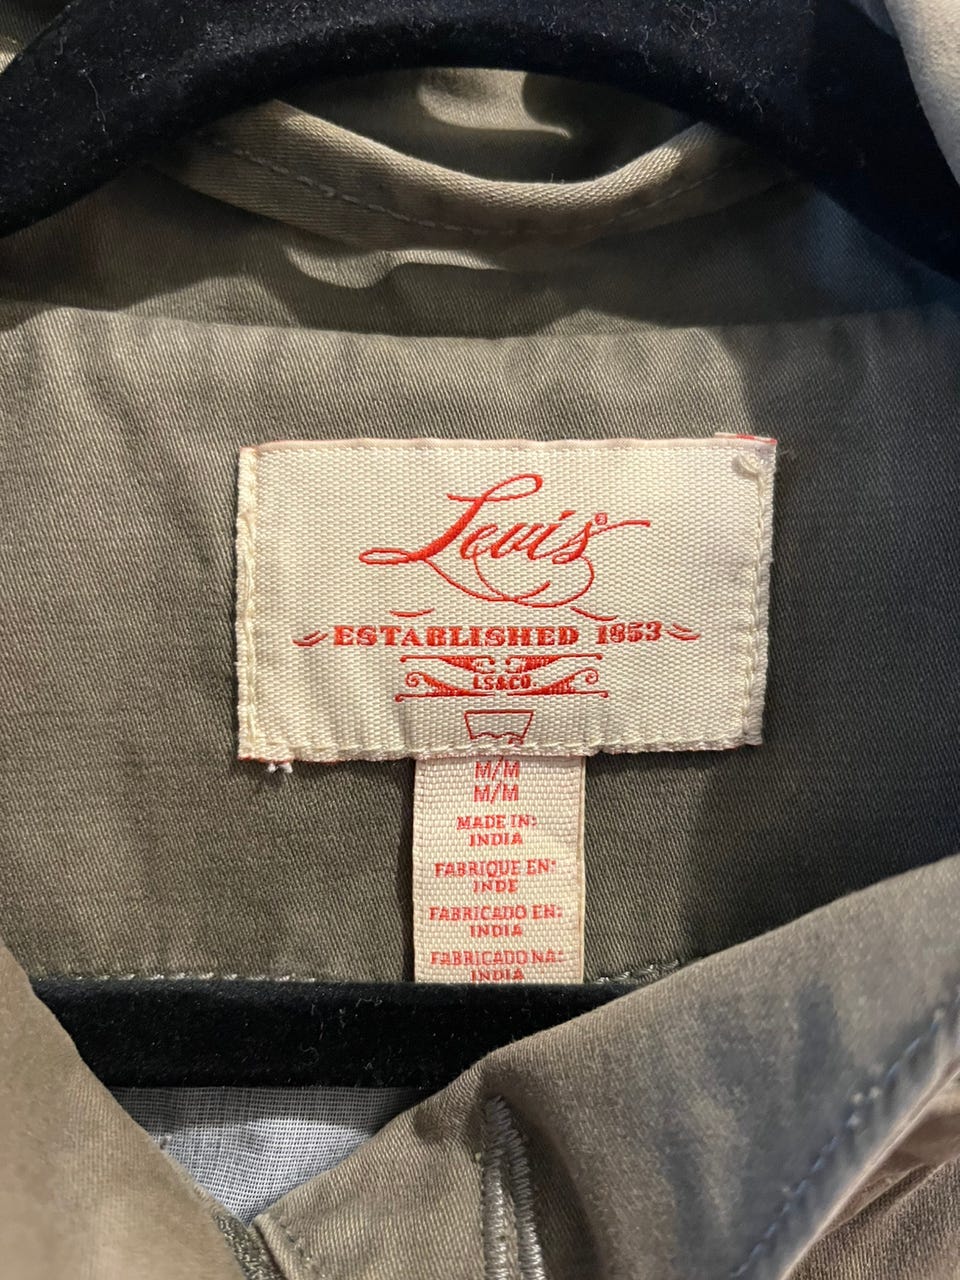 Levi's®
ESTABLISHED 1853
LS&CO.
M/M
M/M
MADE IN:
INDIA
FABRIQUE EN:
INDE
FABRICADO EN:
INDIA
FABRICADO NA:
INDIA